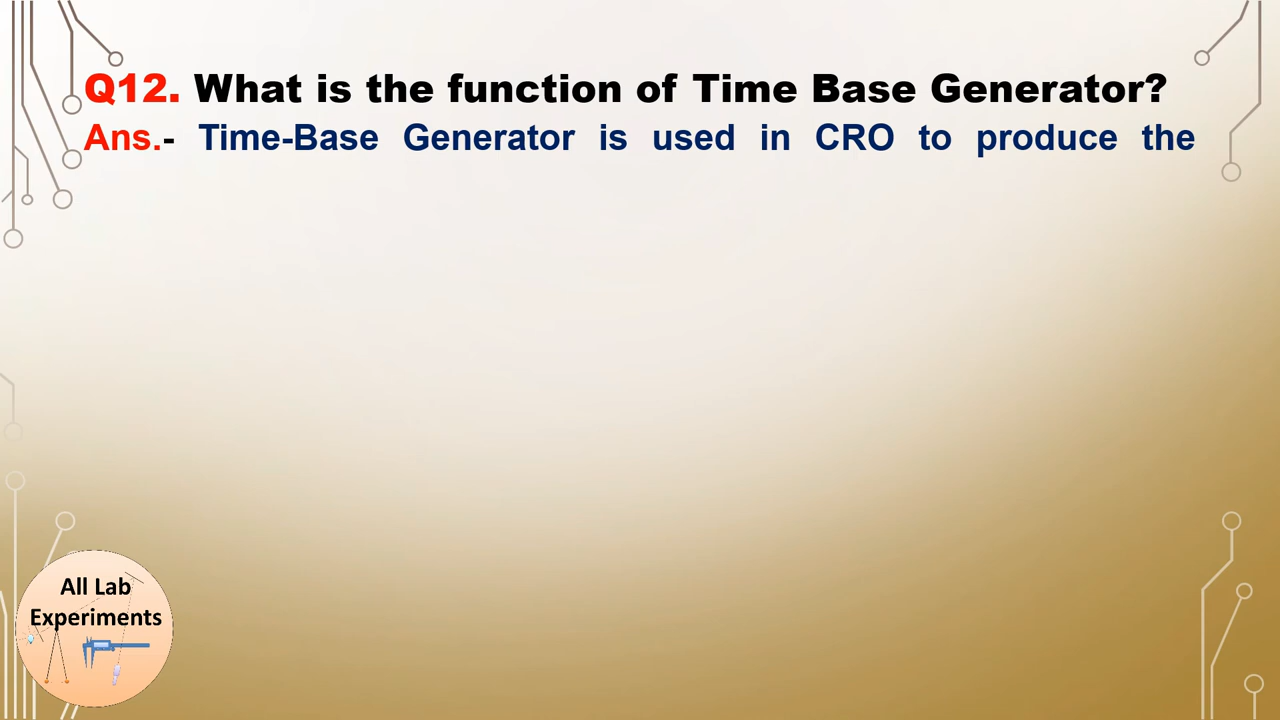 Q12. What is the function of Time Base Generator?
Ans.- Time-Base Generator is used in CRO to produce the
All Lab
Experiments